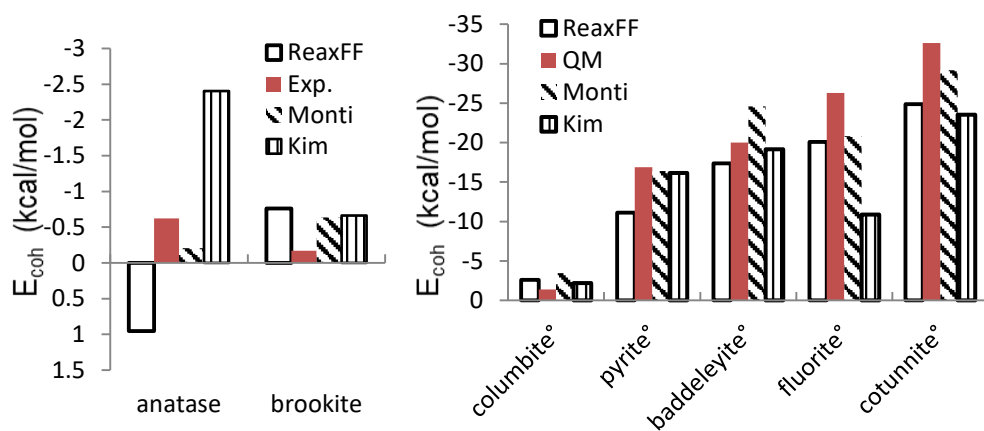 E_coh (kcal/mol)
-3
-2.5
-2
-1.5
-1
-0.5
0
0.5
1
1.5
ReaxFF
Exp.
Monti
Kim
anatase
brookite
E_coh (kcal/mol)
-35
-30
-25
-20
-15
-10
-5
0
ReaxFF
QM
Monti
Kim
columbite°
pyrite°
baddeleyite°
fluorite°
cotunnite°